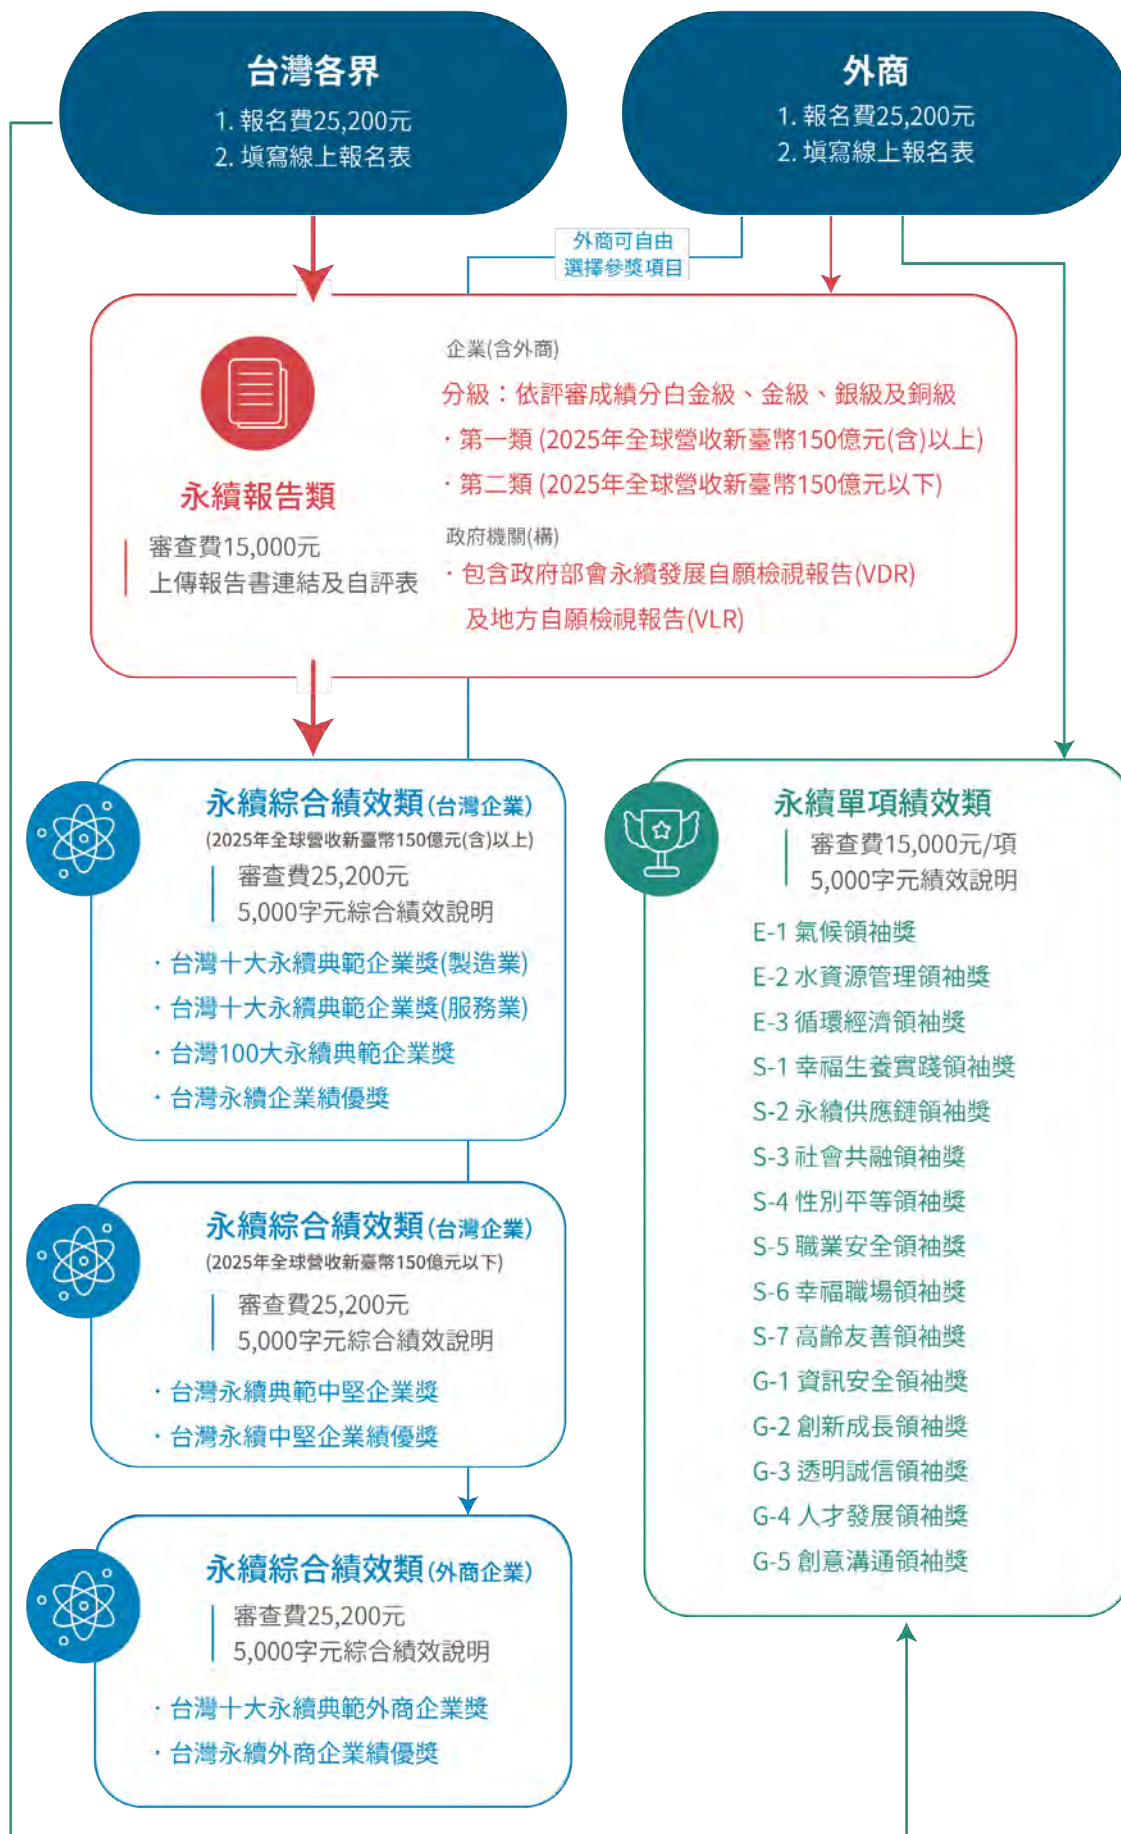 台灣各界
1. 報名費25,200元
2. 填寫線上報名表
外商
1. 報名費25,200元
2. 填寫線上報名表
外商可自由
選擇參獎項目
永續報告類
審查費15,000元
上傳報告書連結及自評表
企業(含外商)
分級：依評審成績分白金級、金級、銀級及銅級
·第一類 (2025年全球營收新臺幣150億元(含)以上)
·第二類 (2025年全球營收新臺幣150億元以下)
政府機關(構)
·包含政府部會永續發展自願檢視報告(VDR)
及地方自願檢視報告(VLR)
永續綜合績效類(台灣企業)
(2025年全球營收新臺幣150億元(含)以上)
審查費25,200元
5,000字元綜合績效說明
·台灣十大永續典範企業獎(製造業)
·台灣十大永續典範企業獎(服務業)
·台灣100大永續典範企業獎
·台灣永續企業績優獎
永續綜合績效類(台灣企業)
(2025年全球營收新臺幣150億元以下)
審查費25,200元
5,000字元綜合績效說明
·台灣永續典範中堅企業獎
·台灣永續中堅企業績優獎
永續綜合績效類(外商企業)
審查費25,200元
5,000字元綜合績效說明
·台灣十大永續典範外商企業獎
·台灣永續外商企業績優獎
永續單項績效類
審查費15,000元/項
5,000字元績效說明
E-1 氣候領袖獎
E-2 水資源管理領袖獎
E-3 循環經濟領袖獎
S-1 幸福生養實踐領袖獎
S-2 永續供應鏈領袖獎
S-3 社會共融領袖獎
S-4 性別平等領袖獎
S-5 職業安全領袖獎
S-6 幸福職場領袖獎
S-7 高齡友善領袖獎
G-1 資訊安全領袖獎
G-2 創新成長領袖獎
G-3 透明誠信領袖獎
G-4 人才發展領袖獎
G-5 創意溝通領袖獎